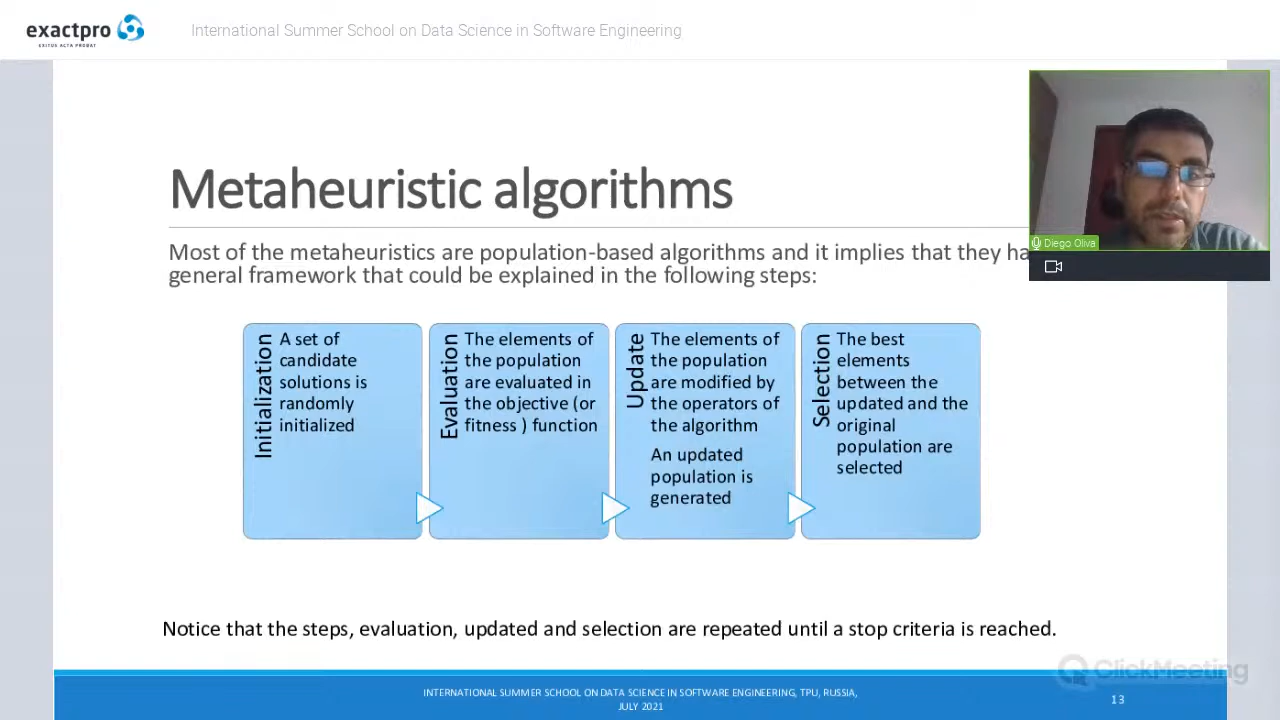 exactpro
EXITUS ACTA PROBAT
International Summer School on Data Science in Software Engineering
Metaheuristic algorithms
Most of the metaheuristics are population-based algorithms and it implies that they
general framework that could be explained in the following steps:
Diego Oliva
Initialization
A set of
candidate
solutions is
randomly
initialized
Evaluation
The elements of
the population
are evaluated in
the objective (or
fitness ) function
Update
The elements of
the population
are modified by
the operators of
the algorithm
An updated
population is
generated
Selection
The best
elements
between the
updated and the
original
population are
selected
Notice that the steps, evaluation, updated and selection are repeated until a stop criteria is reached.
ClickMeeting
INTERNATIONAL SUMMER SCHOOL ON DATA SCIENCE IN SOFTWARE ENGINEERING, TPU, RUSSIA,
JULY 2021
13